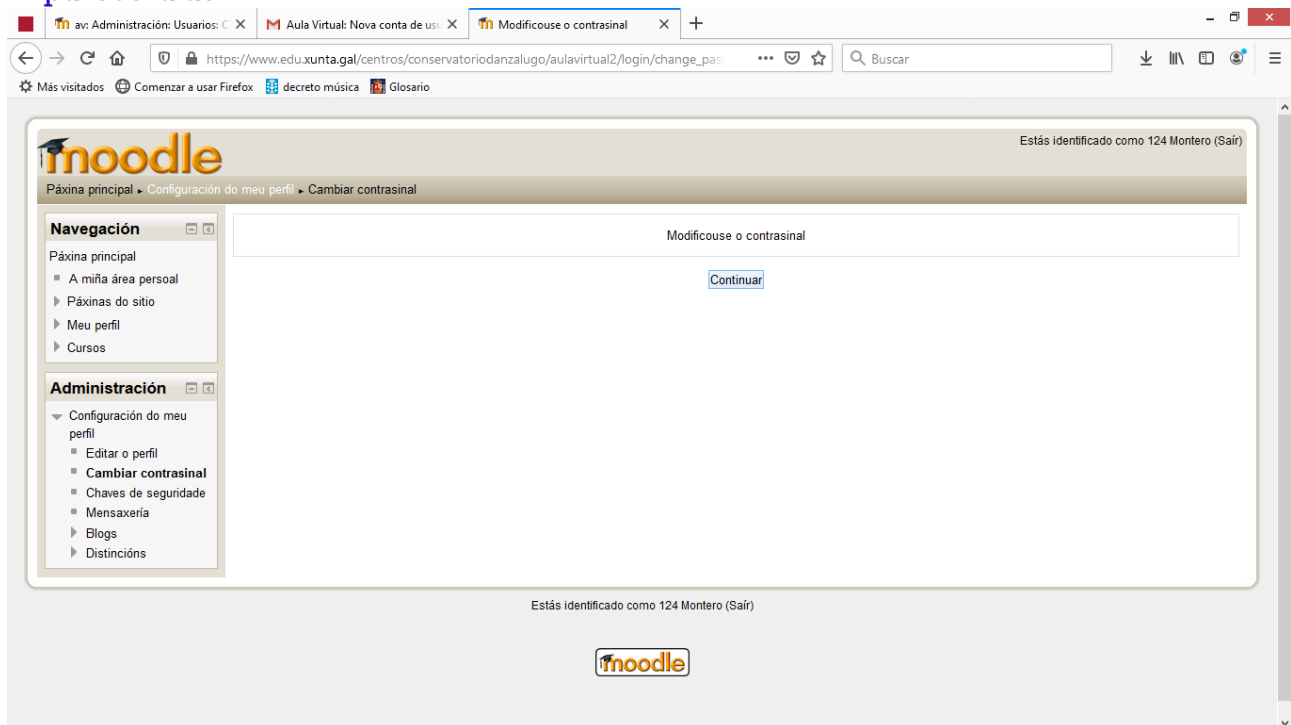 av: Administración: Usuarios: C
Aula Virtual: Nova conta de usu
Modificouse o contrasinal
https://www.edu.xunta.gal/centros/conservatoriodanzalugo/aulavirtual2/login/change_pas
Buscar
Más visitados
Comenzar a usar Firefox
decreto música
Glosario
moodle
Estás identificado como 124 Montero (Saír)
Páxina principal ► Configuración do meu perfil ► Cambiar contrasinal
Navegación
Páxina principal
A miña área persoal
Páxinas do sitio
Meu perfil
Cursos
Administración
Configuración do meu
perfil
Editar o perfil
Cambiar contrasinal
Chaves de seguridade
Mensaxería
Blogs
Distincións
Modificouse o contrasinal
Continuar
Estás identificado como 124 Montero (Saír)
moodle